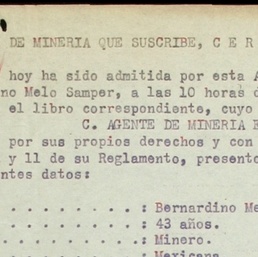 DE MINERIA QUE SUSCRIBE, C E R
hoy ha sido admitida por esta A
no Melo Samper, a las 10 horas d
el libro correspondiente, cuyo
C. AGENTE DE MINERIA E
por sus propios derechos y con
y 11 de su Reglamento, present
ntes datos:
. . . . . . . . . : Bernardino Me
. . . . . . . . . : 43 años.
. . . . . . . . . : Minero.
. . . . . . . . . : Mexicana